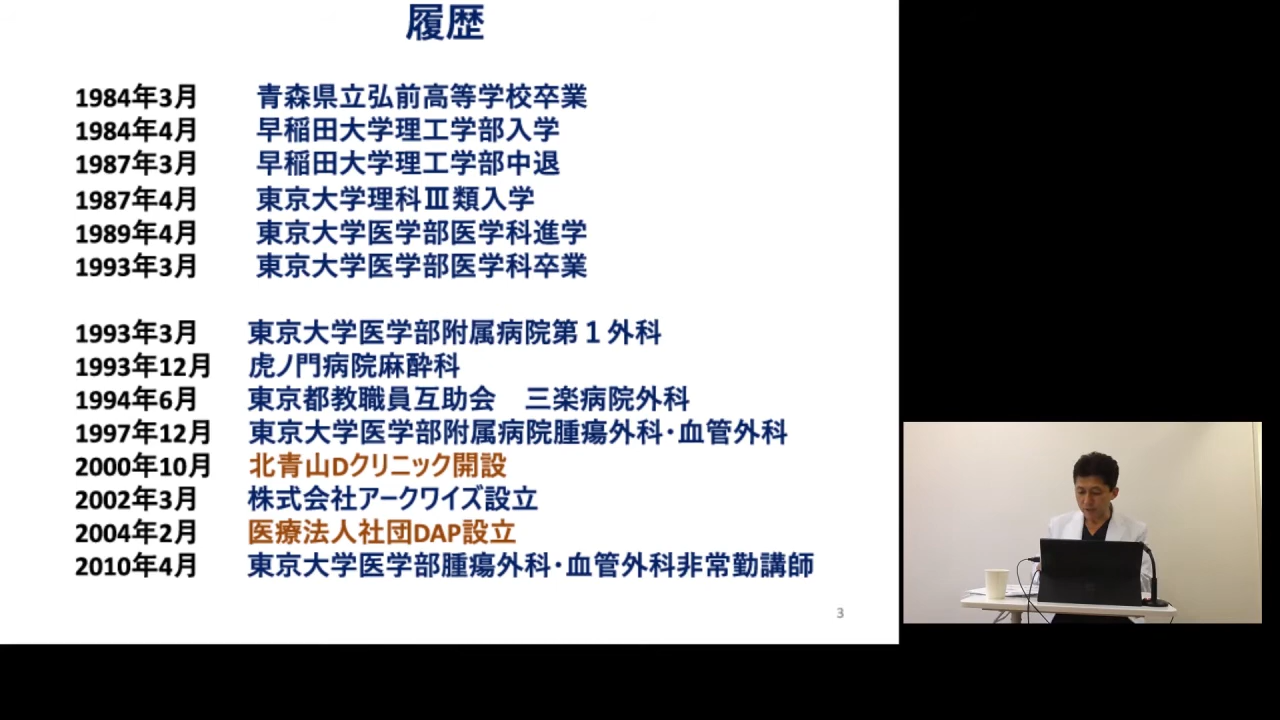 履歴
1984年3月 青森県立弘前高等学校卒業
1984年4月 早稲田大学理工学部入学
1987年3月 早稲田大学理工学部中退
1987年4月 東京大学理科Ⅲ類入学
1989年4月 東京大学医学部医学科進学
1993年3月 東京大学医学部医学科卒業
1993年3月 東京大学医学部附属病院第１外科
1993年12月 虎ノ門病院麻酔科
1994年6月 東京都教職員互助会　三楽病院外科
1997年12月 東京大学医学部附属病院腫瘍外科・血管外科
2000年10月 北青山Dクリニック開設
2002年3月 株式会社アークワイズ設立
2004年2月 医療法人社団DAP設立
2010年4月 東京大学医学部腫瘍外科・血管外科非常勤講師
3